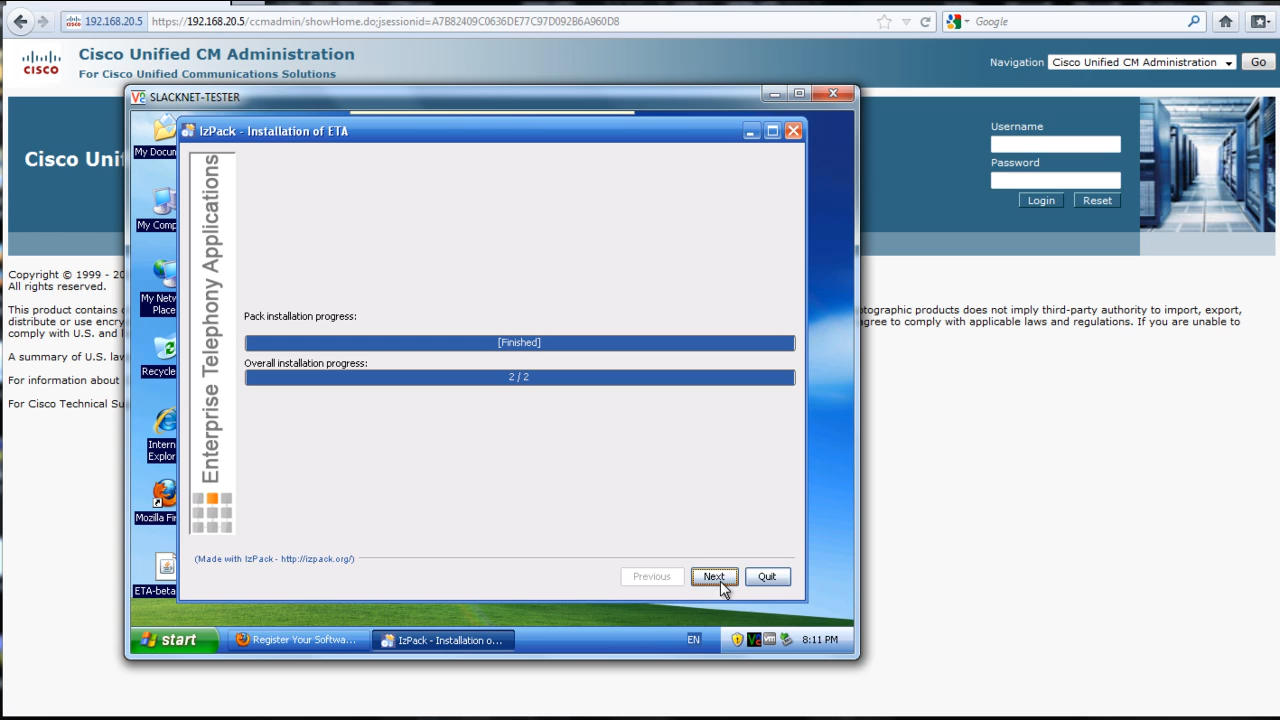 192.168.20.5
https://192.168.20.5/ccmadmin/showHome.do;jsessionid=A7B82409C0636DE77C97D092B6A960D8
Google
CISCO
Cisco Unified CM Administration
For Cisco Unified Communications Solutions
Navigation
Cisco Unified CM Administration
Go
SLACKNET-TESTER
IzPack - Installation of ETA
Cisco Unif
Username
Password
Login
Reset
My Docum
My Comp
My Netw
Place
Recycle
Intern
Explor
Mozilla Fir
ETA-beta
Enterprise Telephony Applications
Pack installation progress:
[Finished]
Overall installation progress:
2 / 2
(Made with IzPack - http://izpack.org/)
Previous
Next
Quit
start
Register Your Softwa...
IzPack - Installation o...
EN
8:11 PM
Copyright © 1999 - 20
All rights reserved.
This product contains
tographic products does not imply third-party authority to import, export,
distribute or use encry
gree to comply with applicable laws and regulations. If you are unable to
comply with U.S. and l
A summary of U.S. law
For information about
For Cisco Technical Su